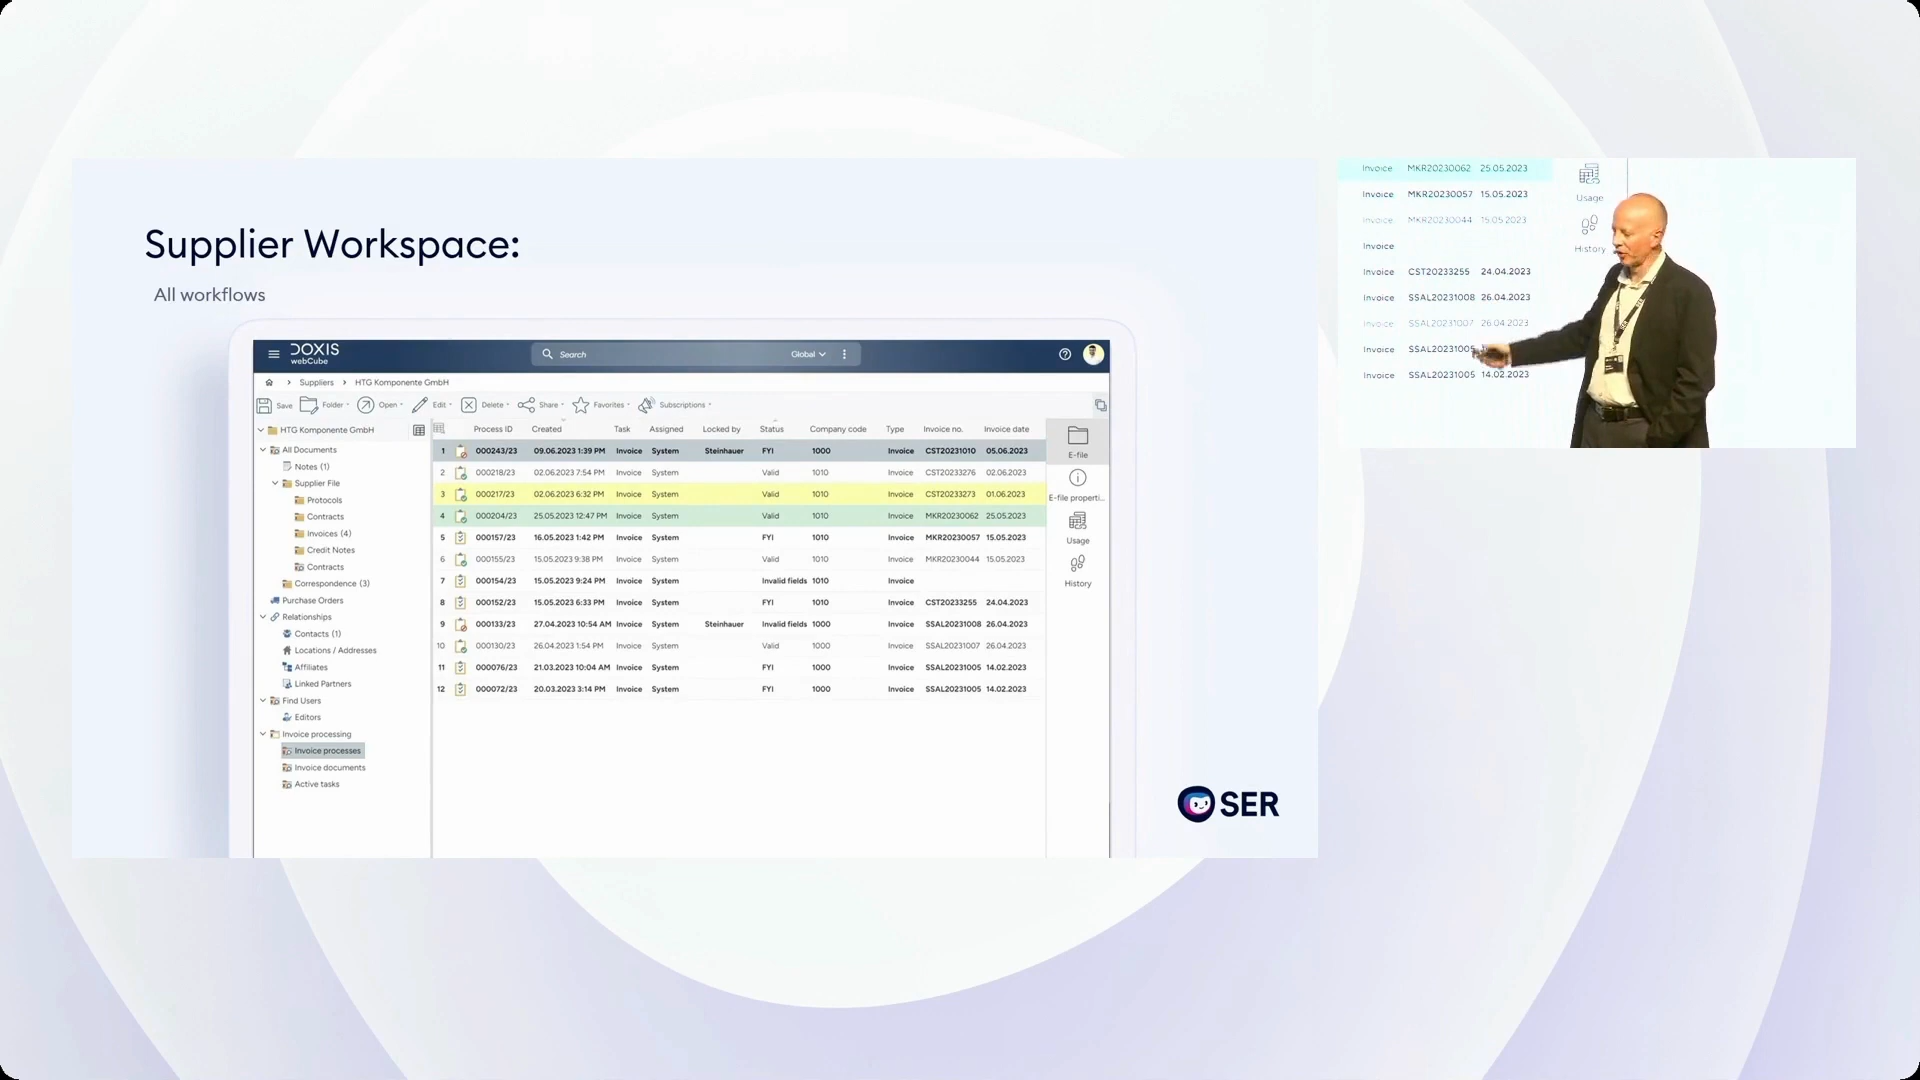 Supplier Workspace:
All workflows
DOXIS
webCube
Search
Global
Suppliers
HTG Komponente GmbH
Save
Folder
Open
Edit
Delete
Share
Favorites
Subscriptions
HTG Komponente GmbH
All Documents
Notes (1)
Supplier File
Protocols
Contracts
Invoices (4)
Credit Notes
Contracts
Correspondence (3)
Purchase Orders
Relationships
Contacts (1)
Locations / Addresses
Affiliates
Linked Partners
Find Users
Editors
Invoice processing
Invoice processes
Invoice documents
Active tasks
Process ID Created Task Assigned Locked by Status Company code Type Invoice no. Invoice date
1 000243/23 09.06.2023 1:39 PM Invoice System Steinhauer FYI 1000 Invoice CST20231010 05.06.2023
2 000218/23 02.06.2023 7:54 PM Invoice System Valid 1010 Invoice CST20233276 02.06.2023
3 000217/23 02.06.2023 6:32 PM Invoice System Valid 1010 Invoice CST20233273 01.06.2023
4 000204/23 25.05.2023 12:47 PM Invoice System Valid 1010 Invoice MKR20230062 25.05.2023
5 000157/23 16.05.2023 1:42 PM Invoice System FYI 1010 Invoice MKR20230057 15.05.2023
6 000155/23 15.05.2023 9:38 PM Invoice System Valid 1010 Invoice MKR20230044 15.05.2023
7 000154/23 15.05.2023 9:24 PM Invoice System Invalid fields 1010 Invoice
8 000152/23 15.05.2023 6:33 PM Invoice System FYI 1010 Invoice CST20233255 24.04.2023
9 000133/23 27.04.2023 10:54 AM Invoice System Steinhauer Invalid fields 1000 Invoice SSAL20231008 26.04.2023
10 000130/23 26.04.2023 1:54 PM Invoice System Valid 1000 Invoice SSAL20231007 26.04.2023
11 000076/23 21.03.2023 10:04 AM Invoice System FYI 1000 Invoice SSAL20231005 14.02.2023
12 000072/23 20.03.2023 3:14 PM Invoice System FYI 1000 Invoice SSAL20231005 14.02.2023
E-file
E-file properti...
Usage
History
SER
Invoice MKR20230062 25.05.2023
Invoice MKR20230057 15.05.2023
Invoice MKR20230044 15.05.2023
Invoice
Invoice CST20233255 24.04.2023
Invoice SSAL20231008 26.04.2023
Invoice SSAL20231007 26.04.2023
Invoice SSAL20231005
Invoice SSAL20231005 14.02.2023
Usage
History